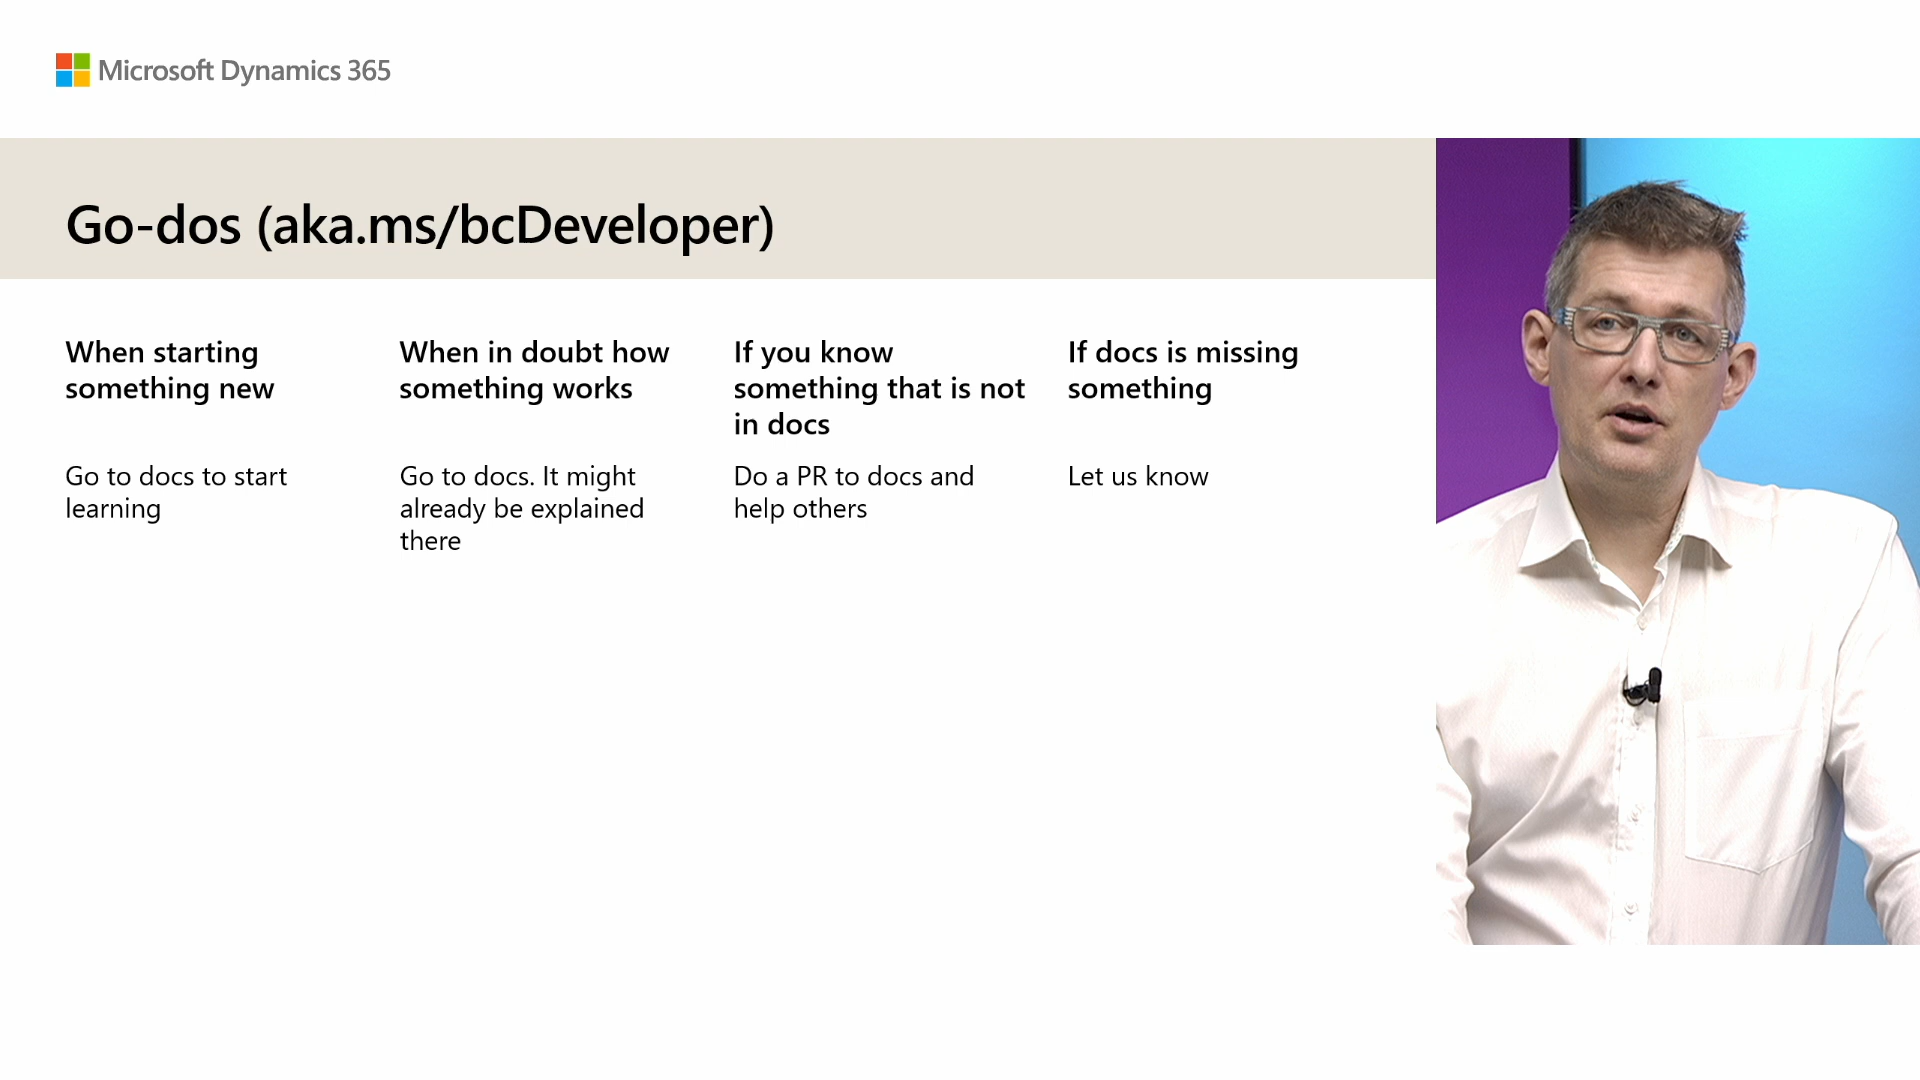 Microsoft Dynamics 365
Go-dos (aka.ms/bcDeveloper)
When starting
something new
Go to docs to start
learning
When in doubt how
something works
Go to docs. It might
already be explained
there
If you know
something that is not
in docs
Do a PR to docs and
help others
If docs is missing
something
Let us know